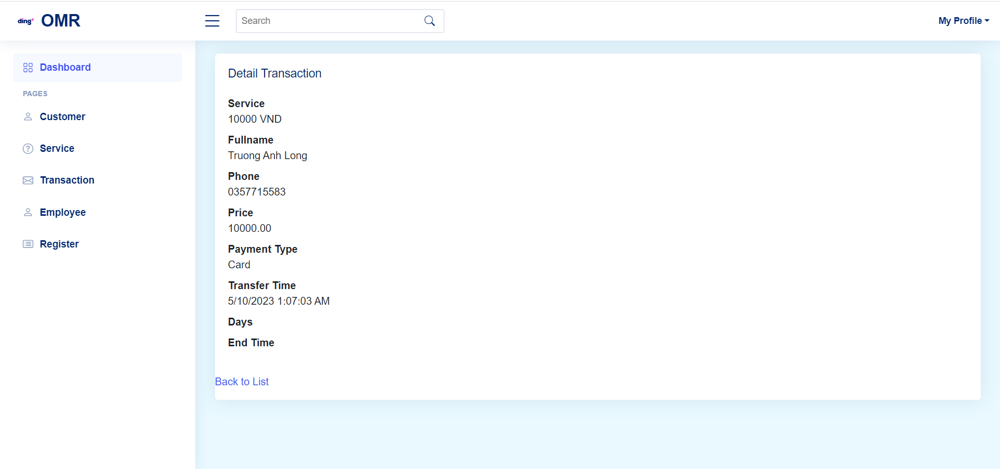 ding* OMR
Search
My Profile
Dashboard
PAGES
Customer
Service
Transaction
Employee
Register
Detail Transaction
Service
10000 VND
Fullname
Truong Anh Long
Phone
0357715583
Price
10000.00
Payment Type
Card
Transfer Time
5/10/2023 1:07:03 AM
Days
End Time
Back to List